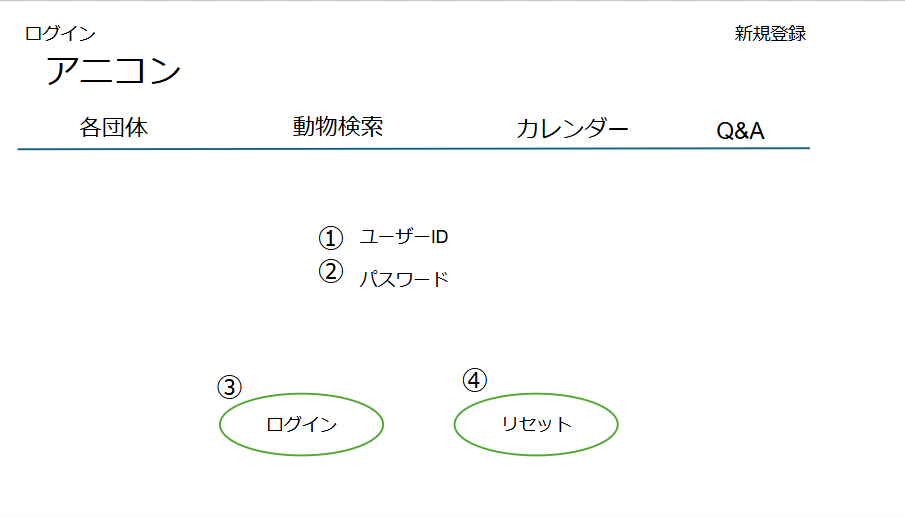 ログイン 新規登録
アニコン
各団体 動物検索 カレンダー Q&A
① ユーザーID
② パスワード
③ ④
ログイン リセット